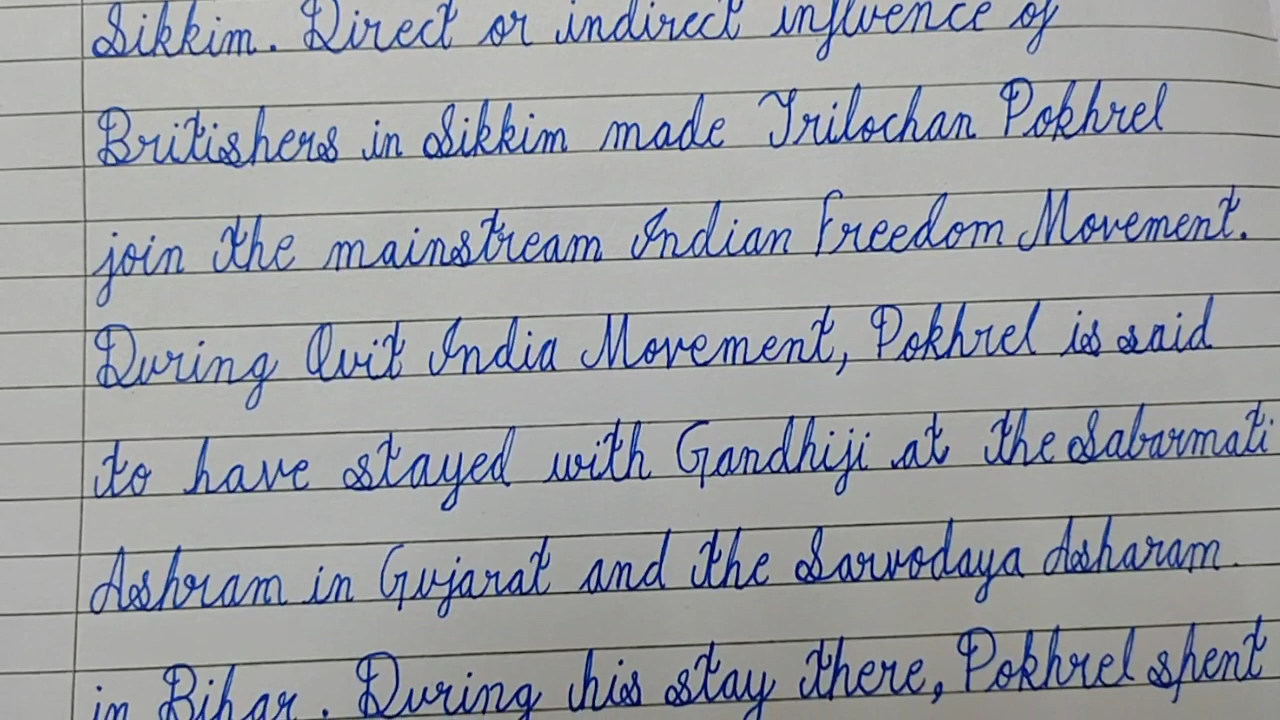 Sikkim. Direct or indirect influence of
Britishers in Sikkim made Trilochan Pokhrel
join the mainstream Indian Freedom Movement.
During Quit India Movement, Pokhrel is said
to have stayed with Gandhiji at the Sabarmati
Ashram in Gujarat and the Sarvodaya Asharam
in Bihar. During his stay there, Pokhrel spent